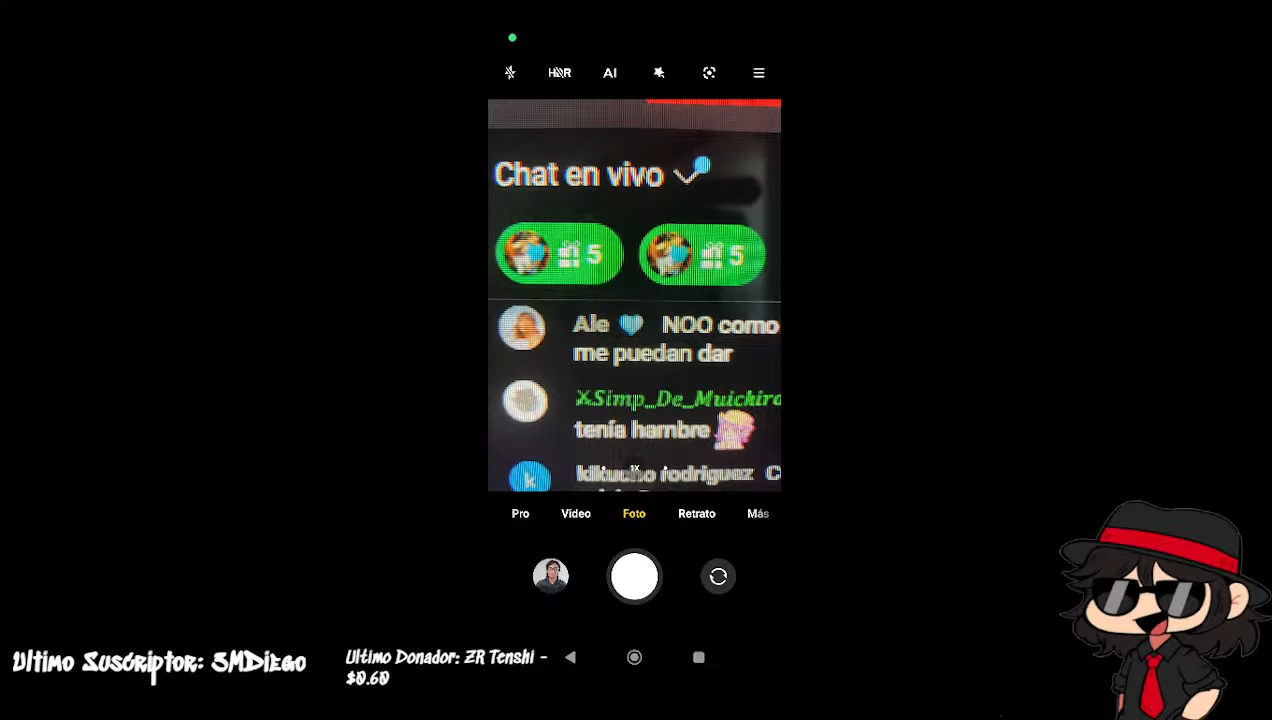 HDR AI
Chat en vivo
5 5
Ale NOO como
me puedan dar
XSimp_De_Muichiro
tenía hambre
1X
kikucho rodriguez C
k
Pro Video Foto Retrato Más
Ultimo Suscriptor: SMDiego
Ultimo Donador: ZR Tenshi -
$0.60